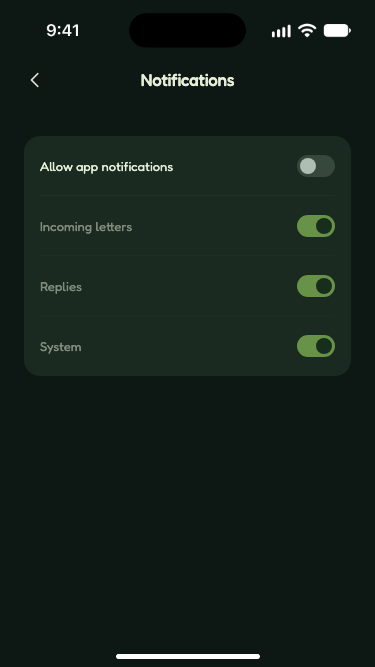 9:41
Notifications
Allow app notifications
Incoming letters
Replies
System